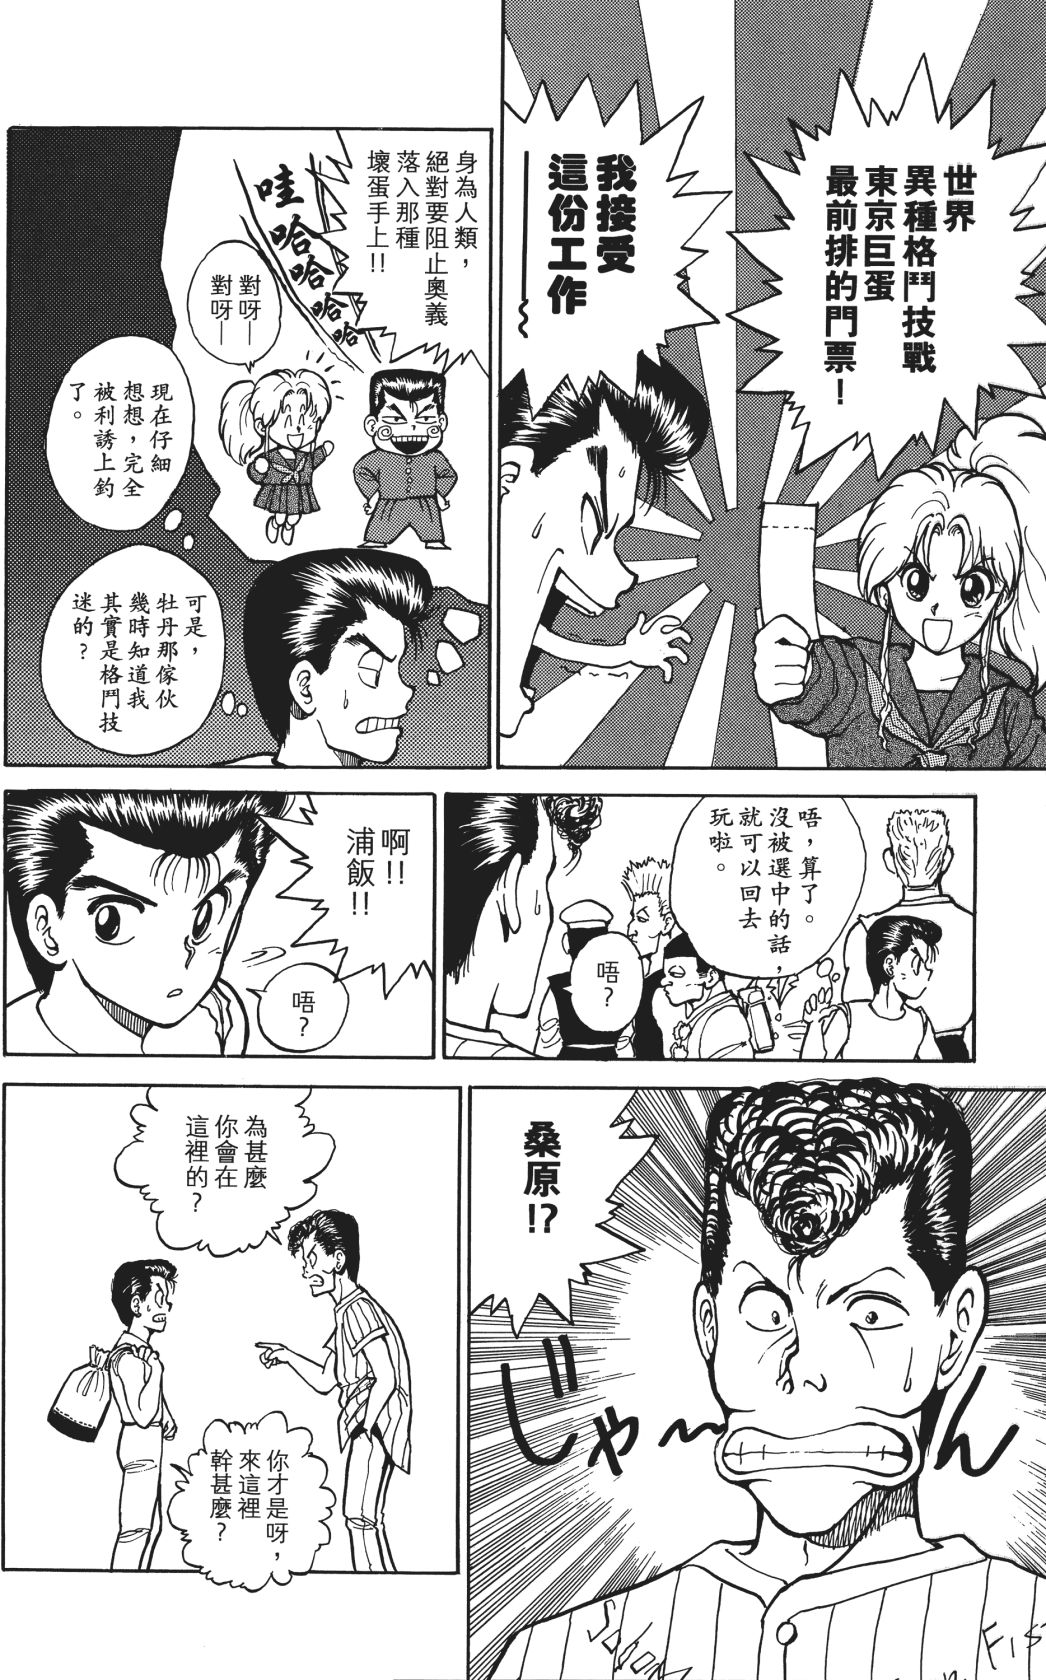 世界
異種格鬥技戰
東京巨蛋
最前排的門票！
我接受
這份工作
——～
身為人類，
絕對要阻止奧義
落入那種
壞蛋手上!!
哇哈哈哈哈
對呀—
對呀—
現在仔細
想想，完全
被利誘上鈎
了。
可是，
牡丹那傢伙
幾時知道我
其實是格鬥技
迷的？
唔，算了。
沒被選中的話，
就可以回去
玩啦。
唔？
啊!!
浦飯!!
唔？
桑原!?
じゃ〜ん
為甚麼
你會在
這裡的？
你才是呀，
來這裡
幹甚麼？